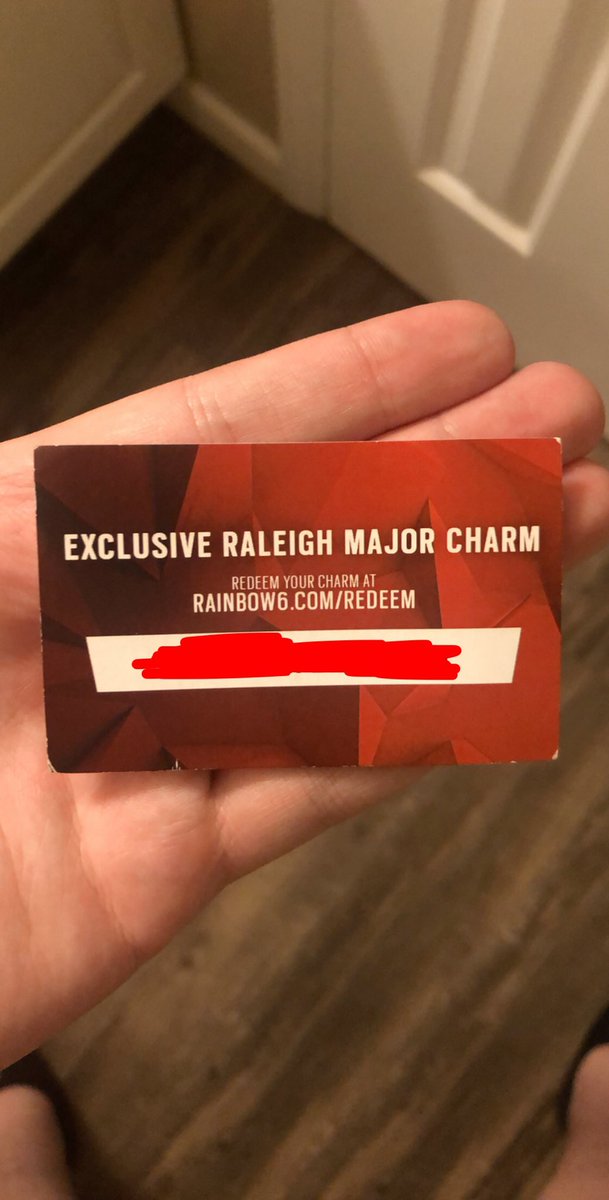 EXCLUSIVE RALEIGH MAJOR CHARM
REDEEM YOUR CHARM AT
RAINBOW6.COM/REDEEM